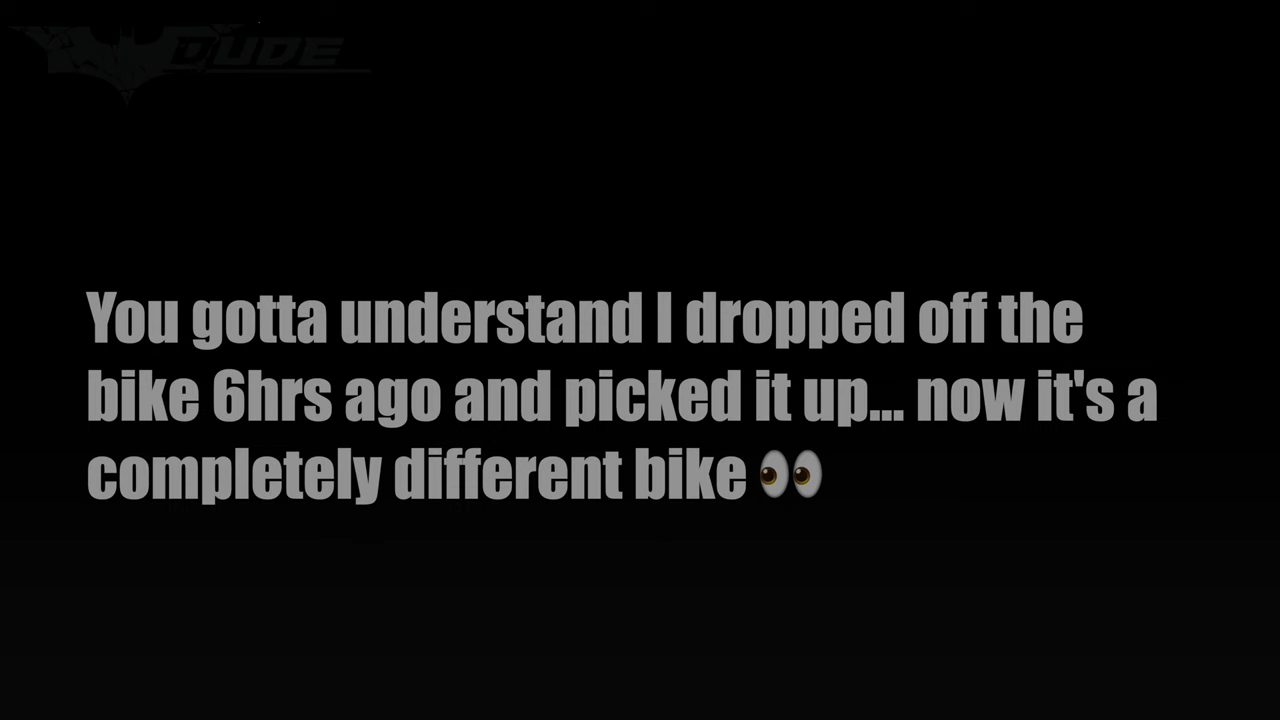 DUDE
You gotta understand I dropped off the
bike 6hrs ago and picked it up... now it's a
completely different bike 👀